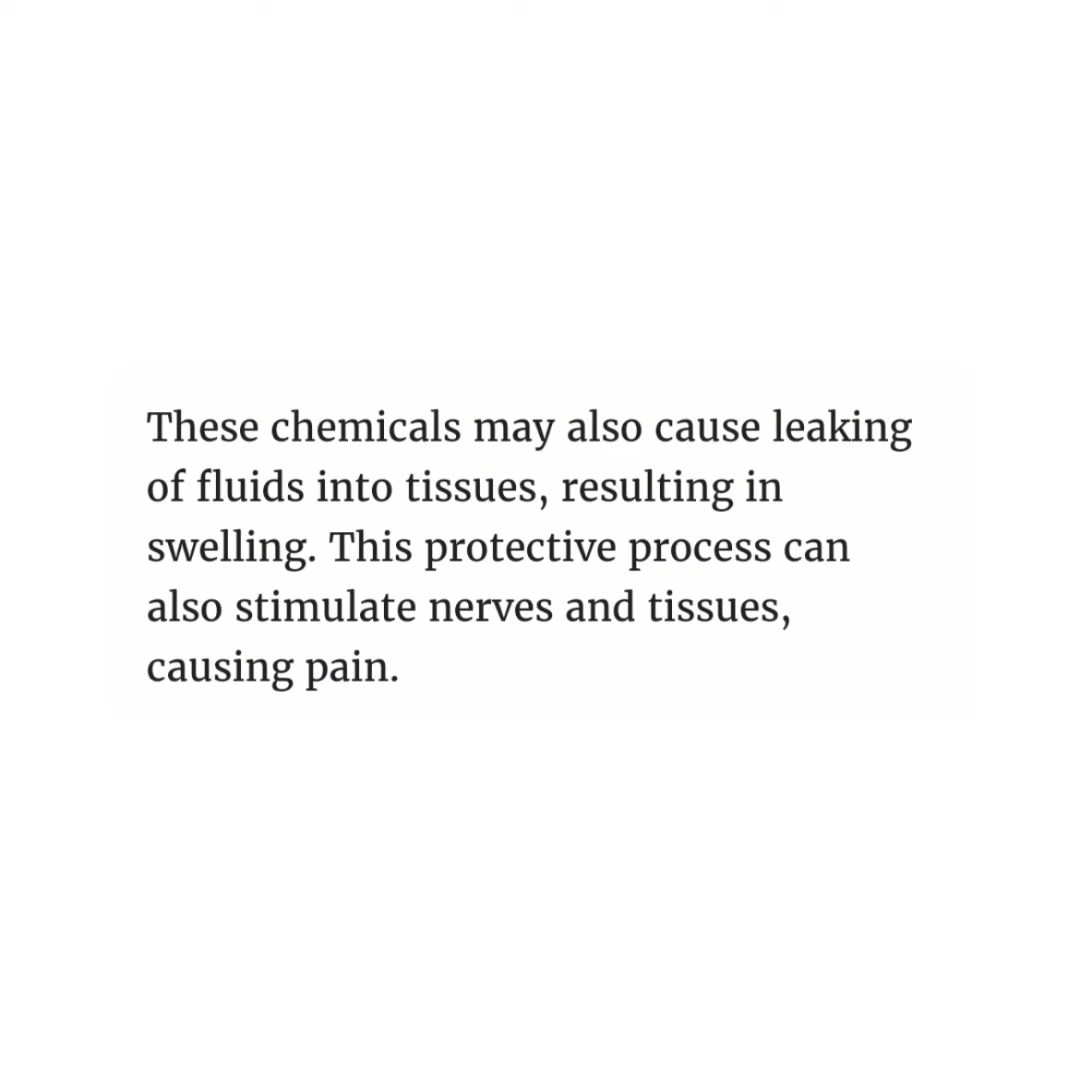 These chemicals may also cause leaking
of fluids into tissues, resulting in
swelling. This protective process can
also stimulate nerves and tissues,
causing pain.